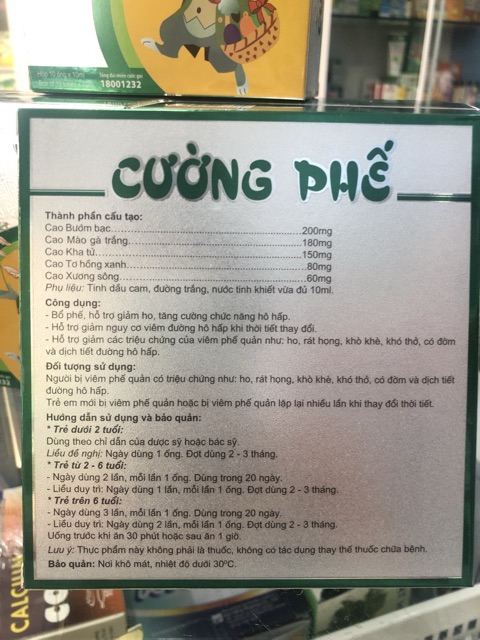 Hộp 10 ống x 10ml
Tổng đài miễn cước gọi
18001232
CƯỜNG PHẾ
Thành phần cấu tạo:
Cao Bướm bạc......200mg
Cao Mào gà trắng......180mg
Cao Kha tử......150mg
Cao Tơ hồng xanh......80mg
Cao Xương sông......60mg
Phụ liệu: Tinh dầu cam, đường trắng, nước tinh khiết vừa đủ 10ml.
Công dụng:
- Bổ phế, hỗ trợ giảm ho, tăng cường chức năng hô hấp.
- Hỗ trợ giảm nguy cơ viêm đường hô hấp khi thời tiết thay đổi.
- Hỗ trợ giảm các triệu chứng của viêm phế quản như: ho, rát họng, khò khè, khó thở, có đờm
và dịch tiết đường hô hấp.
Đối tượng sử dụng:
Người bị viêm phế quản có triệu chứng như: ho, rát họng, khò khè, khó thở, có đờm và dịch tiết
đường hô hấp.
Trẻ em mới bị viêm phế quản hoặc bị viêm phế quản lặp lại nhiều lần khi thay đổi thời tiết.
Hướng dẫn sử dụng và bảo quản:
* Trẻ dưới 2 tuổi:
Dùng theo chỉ dẫn của dược sỹ hoặc bác sỹ.
Liều đề nghị: Ngày dùng 1 ống. Đợt dùng 2 - 3 tháng.
* Trẻ từ 2 - 6 tuổi:
- Ngày dùng 2 lần, mỗi lần 1 ống. Dùng trong 20 ngày.
- Liều duy trì: Ngày dùng 1 lần, mỗi lần 1 ống. Đợt dùng 2 - 3 tháng.
* Trẻ trên 6 tuổi:
- Ngày dùng 3 lần, mỗi lần 1 ống. Dùng trong 20 ngày.
- Liều duy trì: Ngày dùng 2 lần, mỗi lần 1 ống. Đợt dùng 2 - 3 tháng.
Uống trước khi ăn 30 phút hoặc sau ăn 1 giờ.
Lưu ý: Thực phẩm này không phải là thuốc, không có tác dụng thay thế thuốc chữa bệnh.
Bảo quản: Nơi khô mát, nhiệt độ dưới 30ºC.
CALCIUM